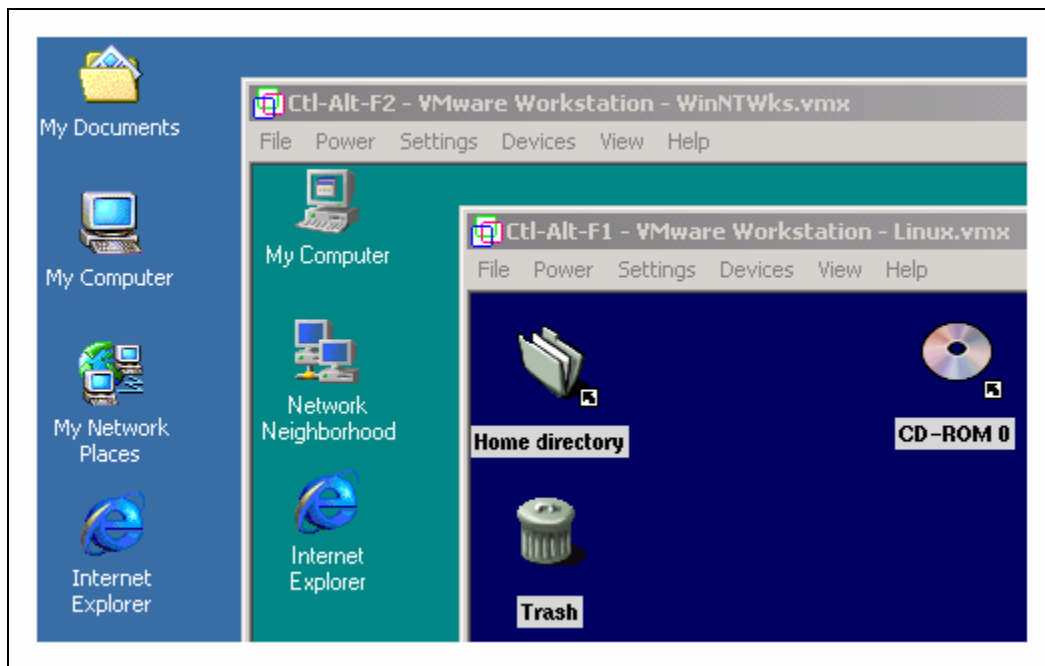 My Documents
My Computer
My Network
Places
Internet
Explorer
Ctl-Alt-F2 - VMware Workstation - WinNTWks.vmx
File Power Settings Devices View Help
My Computer
Network
Neighborhood
Internet
Explorer
Ctl-Alt-F1 - VMware Workstation - Linux.vmx
File Power Settings Devices View Help
Home directory
CD-ROM 0
Trash